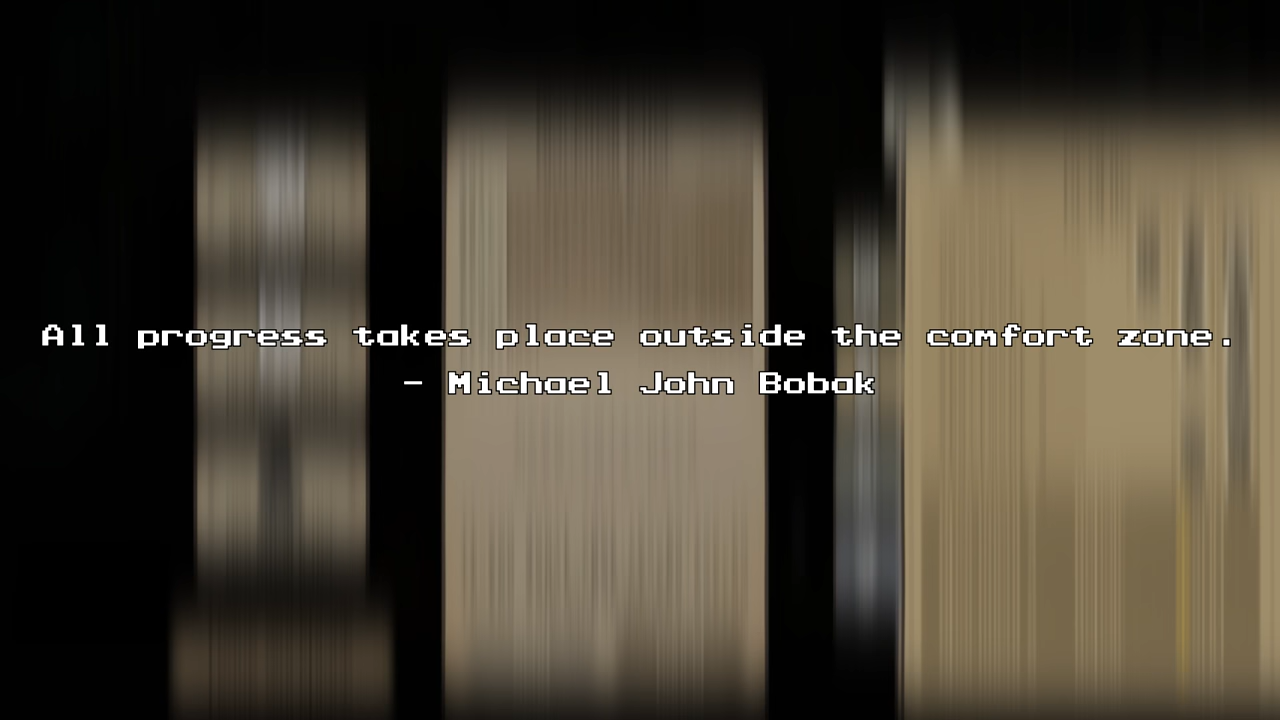 All progress takes place outside the comfort zone.
- Michael John Bobak